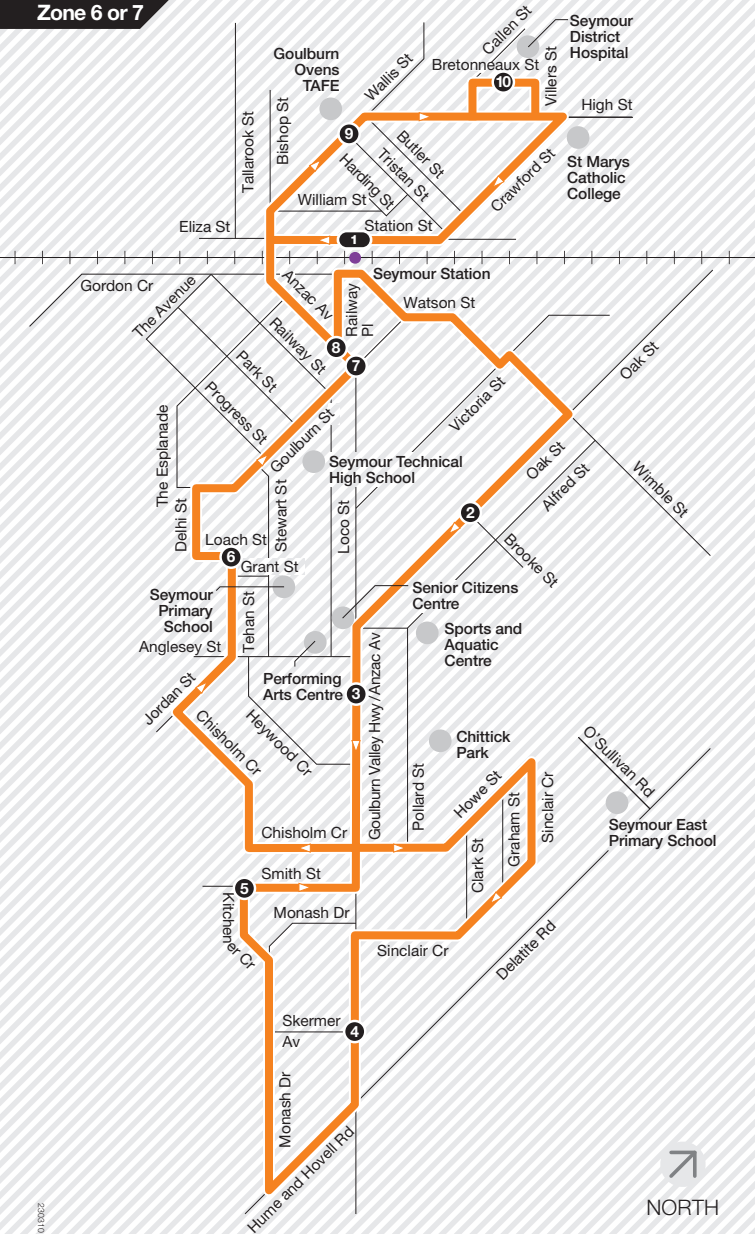 Zone 6 or 7
Callen St
Seymour
District
Hospital
Goulburn
Ovens
TAFE
Wallis St
Bretonneaux St
10
Villers St
High St
Tallarook St
Bishop St
9
Butler St
Tristan St
Harding St
St Marys
Catholic
College
Crawford St
William St
Eliza St
Station St
1
Seymour Station
Gordon Cr
The Avenue
Anzac Av
Railway
Pl
Watson St
Railway St
8
7
Park St
Progress St
Oak St
Victoria St
The Esplanade
Goulburn St
Seymour Technical
High School
Oak St
Alfred St
Wimble St
Delhi St
Stewart St
Loco St
2
Brooke St
Loach St
6
Grant St
Seymour
Primary
School
Tehan St
Senior Citizens
Centre
Sports and
Aquatic
Centre
Anglesey St
Performing
Arts Centre
3
Goulburn Valley Hwy/Anzac Av
Jordan St
Chisholm Cr
Heywood Cr
Chittick
Park
Pollard St
O'Sullivan Rd
Howe St
Sinclair Cr
Graham St
Clark St
Seymour East
Primary School
Chisholm Cr
Smith St
5
Kitchener Cr
Monash Dr
Sinclair Cr
Delatite Rd
Skermer
Av
4
Monash Dr
Hume and Hovell Rd
NORTH
230310